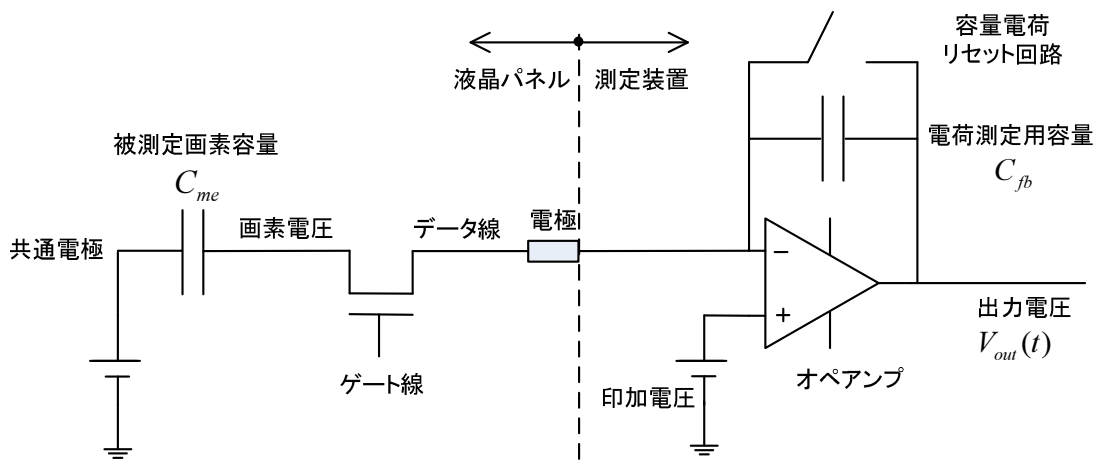 容量電荷
リセット回路
液晶パネル
測定装置
被測定画素容量
C_me
電荷測定用容量
C_fb
共通電極
画素電圧
データ線
電極
−
+
出力電圧
V_out(t)
ゲート線
印加電圧
オペアンプ